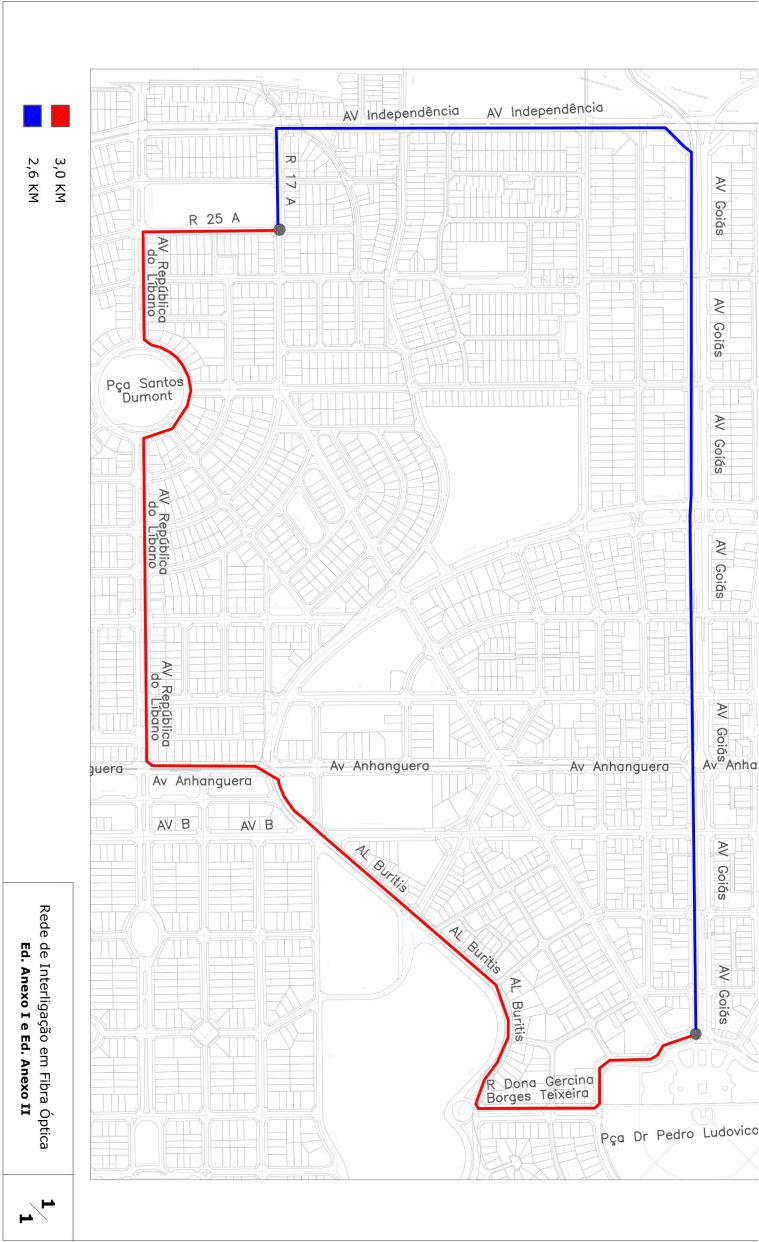 AV Independência
AV Independência
R 17 A
R 25 A
R 59
AV Goiás
AV Goiás
AV Goiás
AV Goiás
AV Goiás
AV Goiás
AV Goiás
AV República
do Líbano
Pça Santos
Dumont
AV República
do Líbano
AV República
do Líbano
guera
Av Anhanguera
Av Anhanguera
Av Anhanguera
Av Anha
AV B
AV B
AL Buritis
AL Buritis
AL Buritis
R Dona Gercina
Borges Teixeira
Pça Dr Pedro Ludovico
3,0 KM
2,6 KM
Rede de Interligação em Fibra Óptica
Ed. Anexo I e Ed. Anexo II
1/1